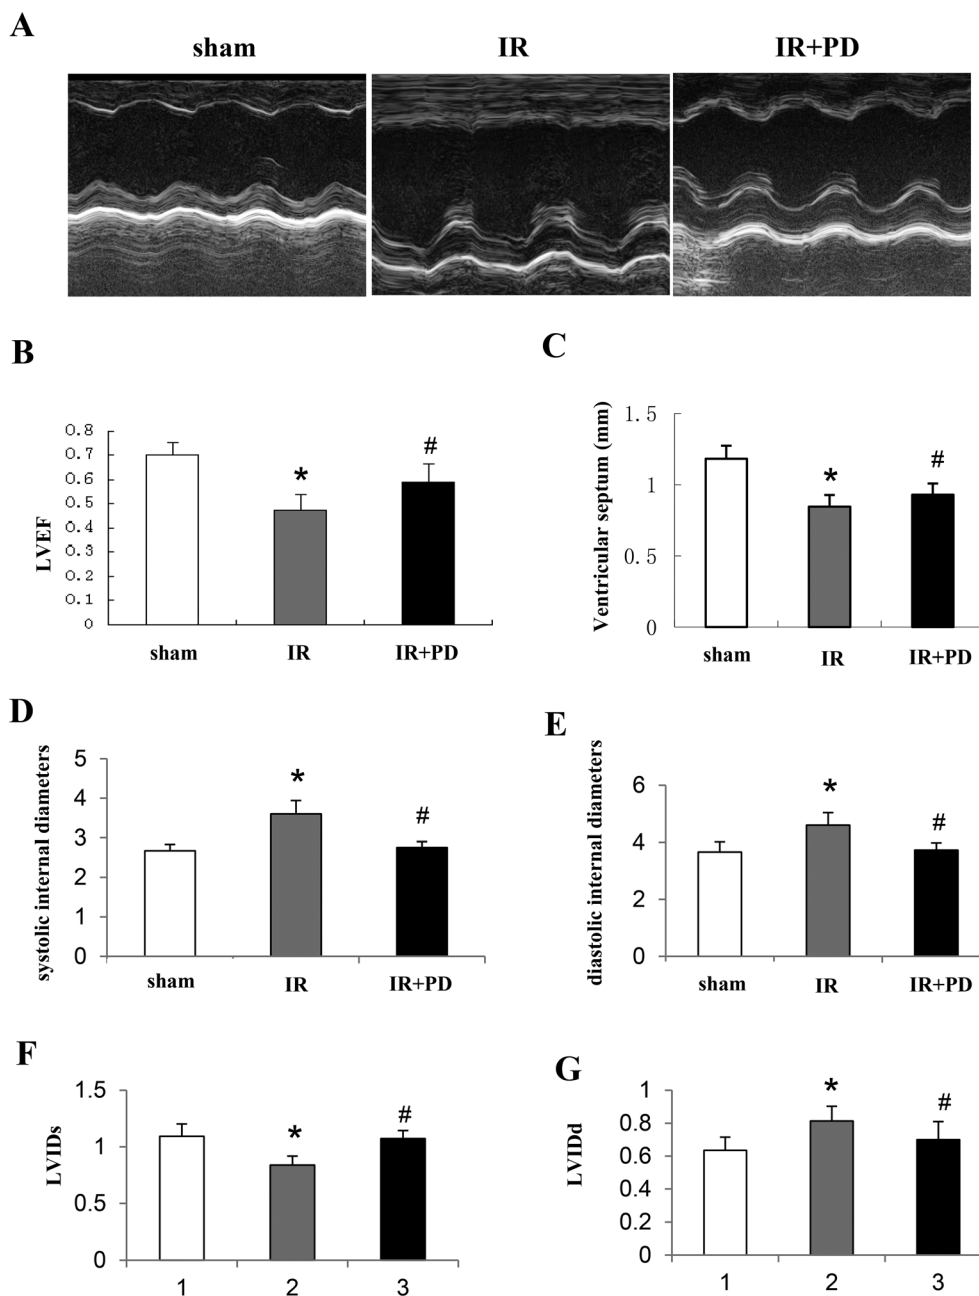 A
sham IR IR+PD
B
LVEF
0.8
0.7
0.6
0.5
0.4
0.3
0.2
0.1
0
*
#
sham IR IR+PD
C
Ventricular septum (mm)
1.5
1
0.5
0
*
#
sham IR IR+PD
D
systolic internal diameters
5
4
3
2
1
0
*
#
sham IR IR+PD
E
diastolic internal diameters
6
4
2
0
*
#
sham IR IR+PD
F
LVIDs
1.5
1
0.5
0
*
#
1 2 3
G
LVIDd
1
0.8
0.6
0.4
0.2
0
*
#
1 2 3